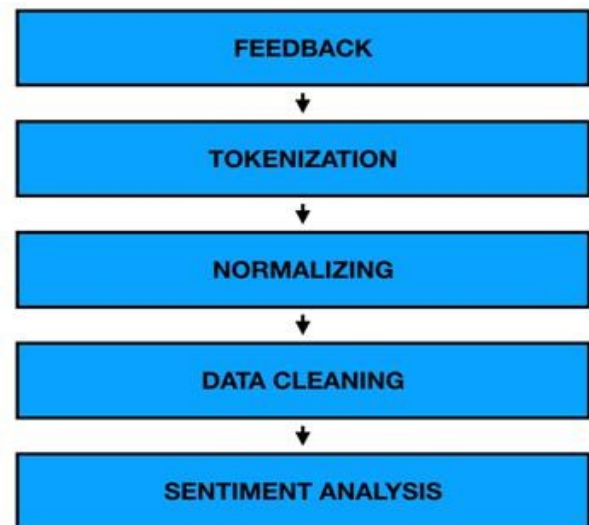 FEEDBACK
TOKENIZATION
NORMALIZING
DATA CLEANING
SENTIMENT ANALYSIS